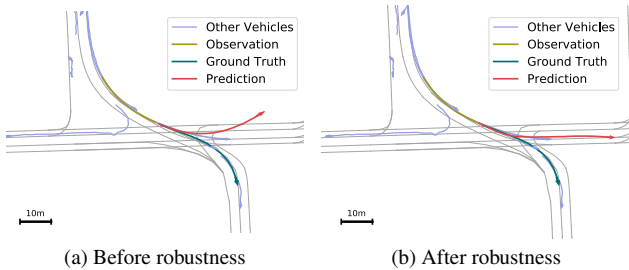 Other Vehicles
Observation
Ground Truth
Prediction
10m
(a) Before robustness
Other Vehicles
Observation
Ground Truth
Prediction
10m
(b) After robustness